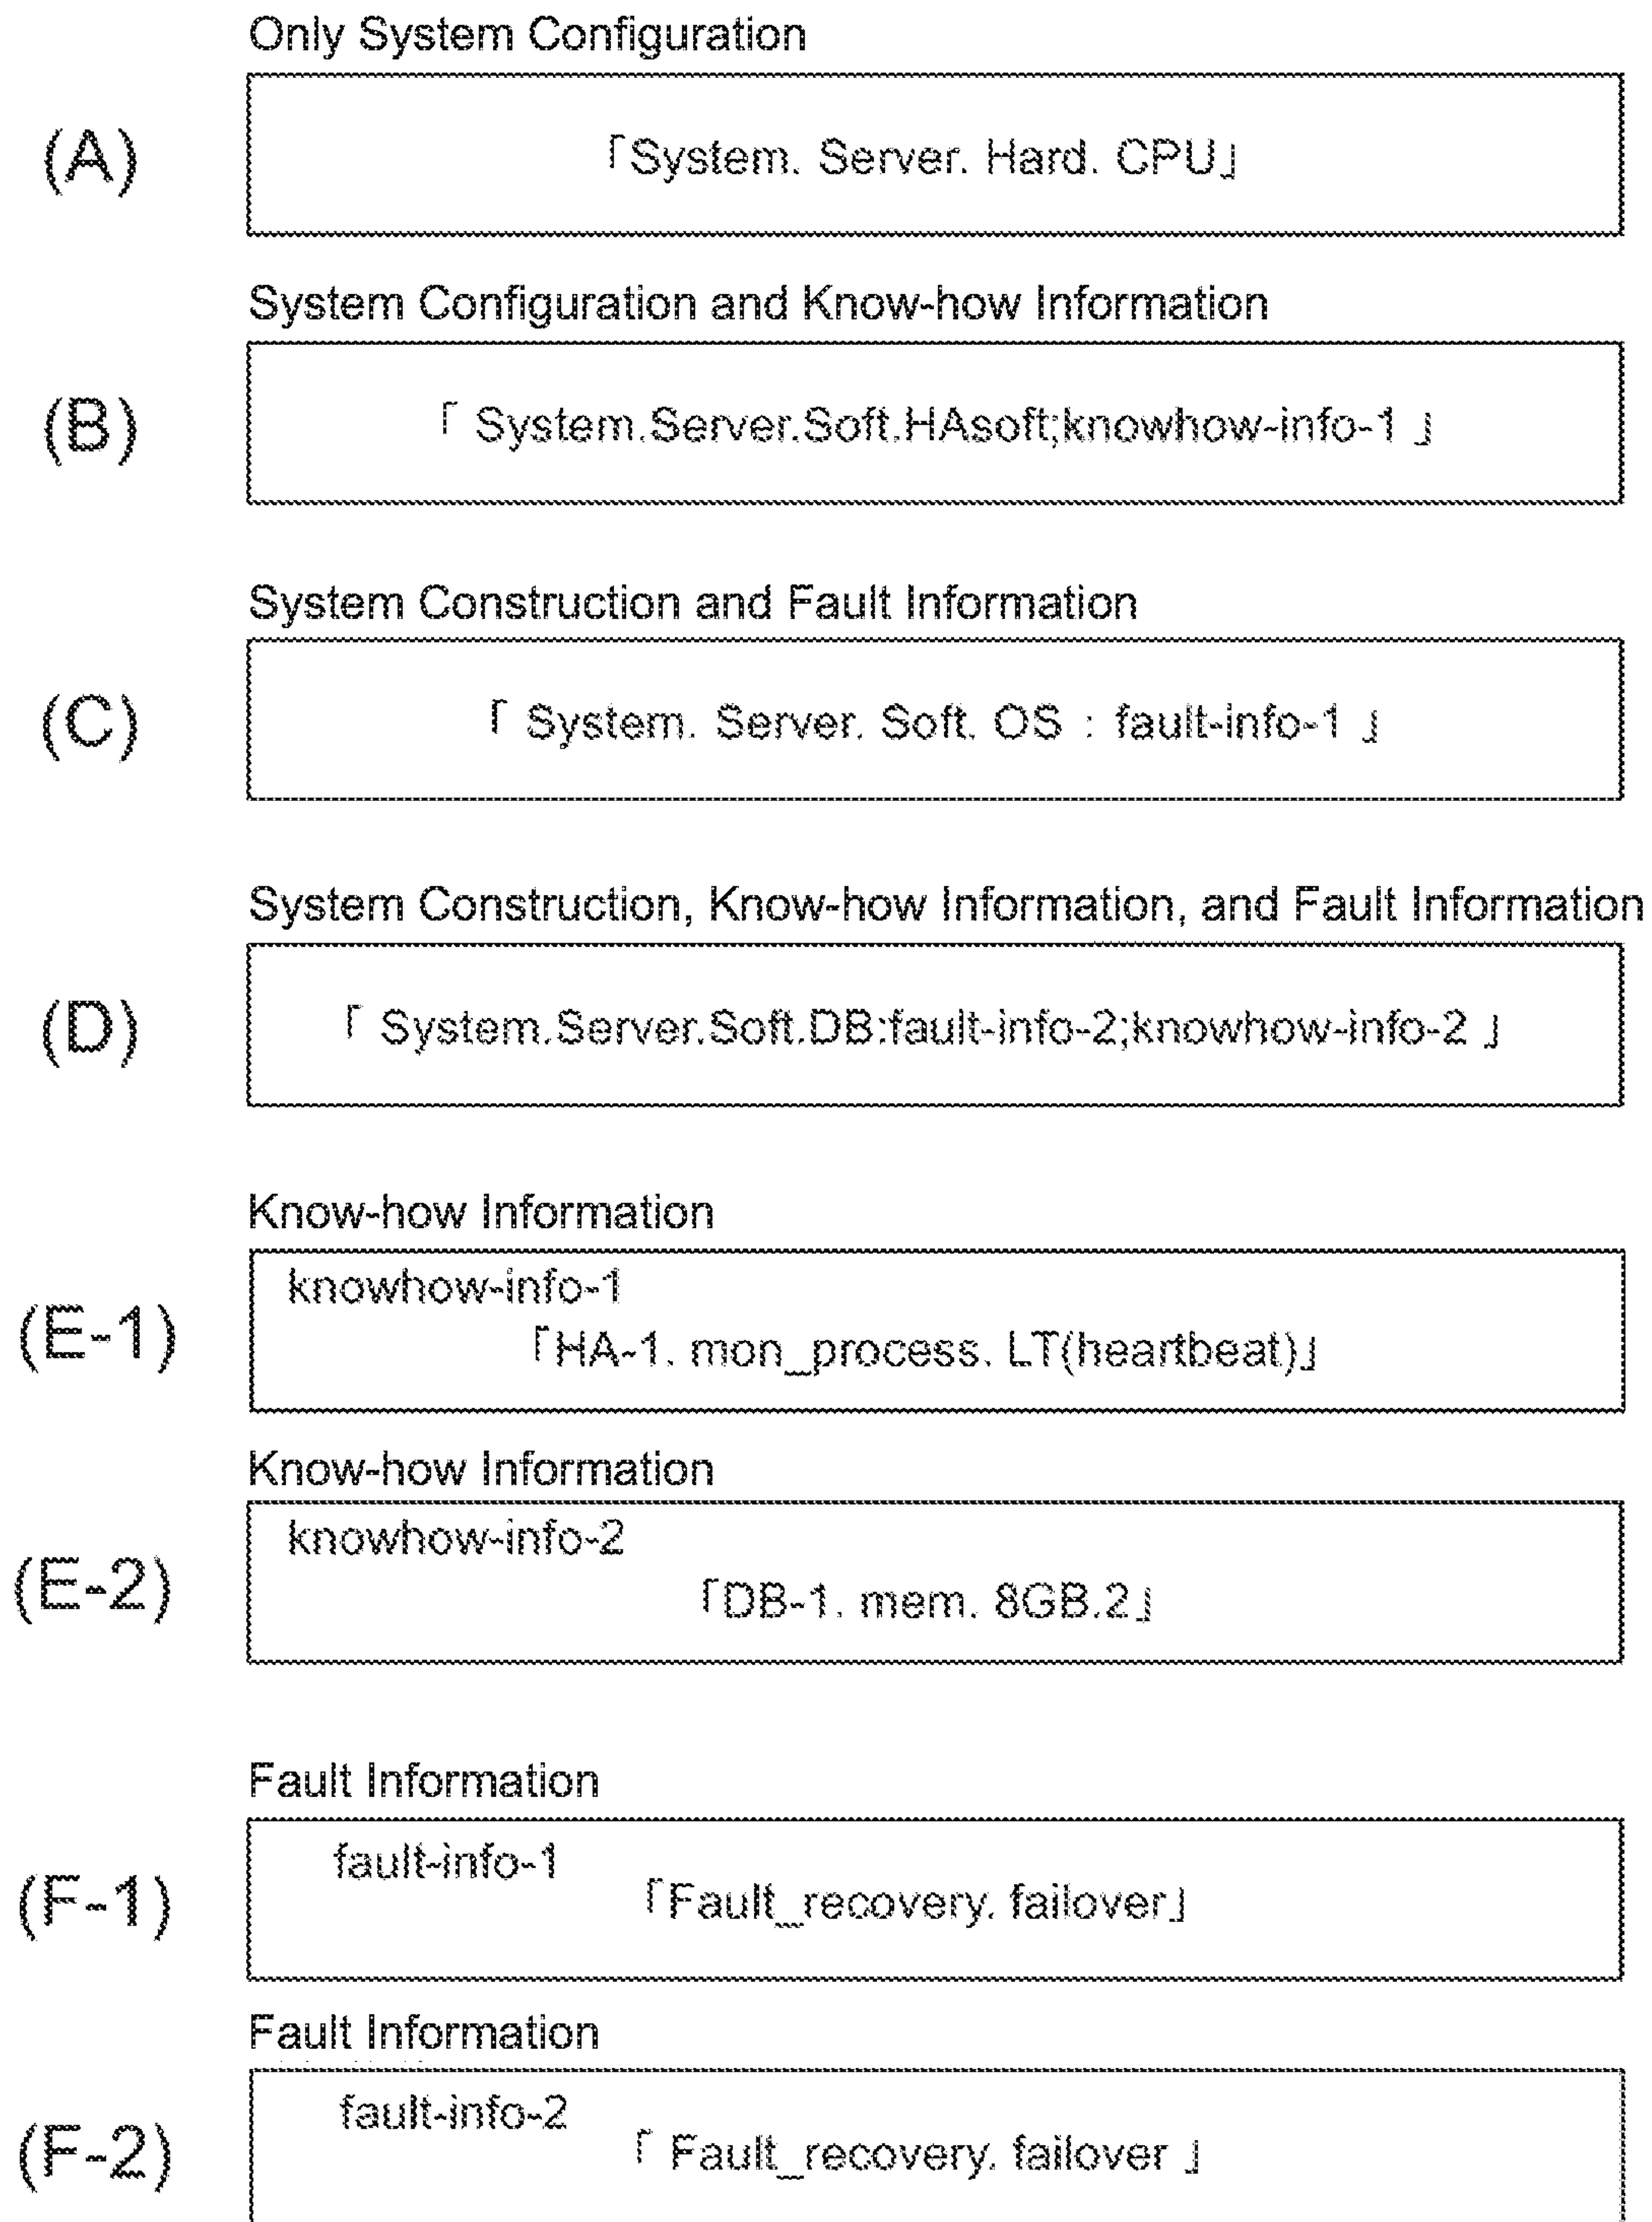 Only System Configuration
(A)
「System. Server. Hard. CPU」
System Configuration and Know-how Information
(B)
「 System.Server.Soft.HAsoft;knowhow-info-1 」
System Construction and Fault Information
(C)
「 System. Server. Soft. OS : fault-info-1 」
System Construction, Know-how Information, and Fault Information
(D)
「 System.Server.Soft.DB:fault-info-2;knowhow-info-2 」
Know-how Information
(E-1)
knowhow-info-1
「HA-1. mon_process. LT(heartbeat)」
Know-how Information
(E-2)
knowhow-info-2
「DB-1. mem. 8GB.2」
Fault Information
(F-1)
fault-info-1
「Fault_recovery. failover」
Fault Information
(F-2)
fault-info-2
「 Fault_recovery. failover 」